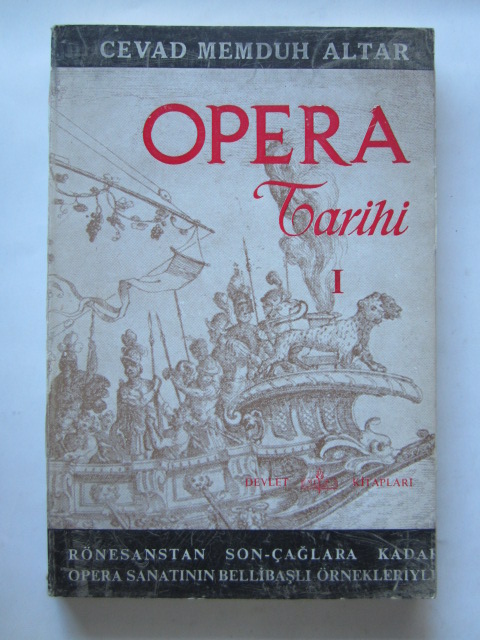 CEVAD MEMDUH ALTAR
OPERA
Tarihi
I
DEVLET KİTAPLARI
RÖNESANSTAN SON-ÇAĞLARA KADAR
OPERA SANATININ BELLİBAŞLI ÖRNEKLERİYLE